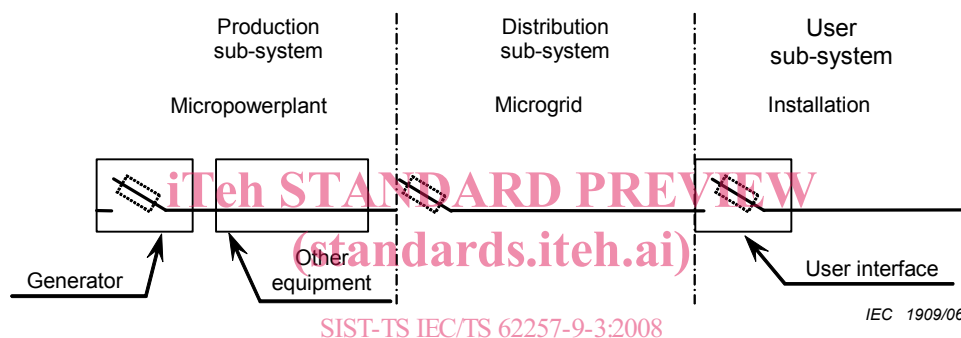 Production
sub-system
Distribution
sub-system
User
sub-system
Micropowerplant
Microgrid
Installation
iTeh STANDARD PREVIEW
(standards.iteh.ai)
Generator
Other
equipment
User interface
IEC 1909/06
SIST-TS IEC/TS 62257-9-3:2008